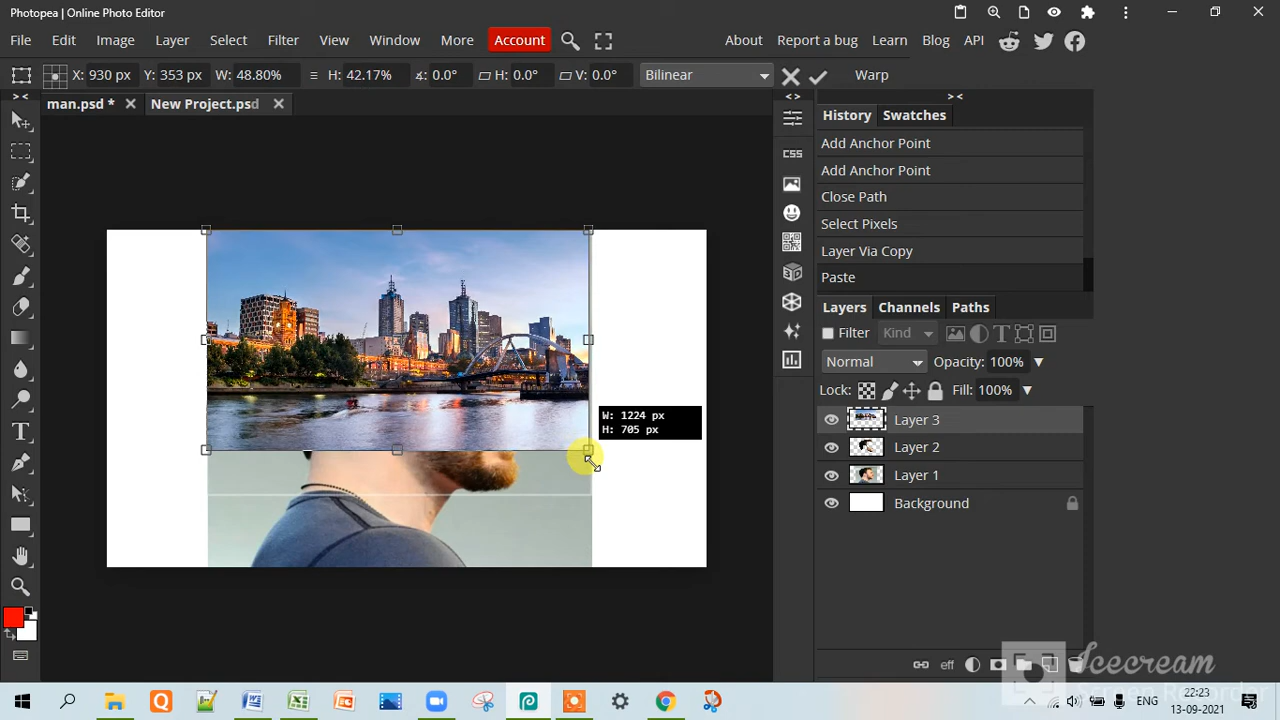 Photopea | Online Photo Editor
File Edit Image Layer Select Filter View Window More Account About Report a bug Learn Blog API
X: 930 px Y: 353 px W: 48.80% H: 42.17% 0.0° H: 0.0° V: 0.0° Bilinear Warp
> < man.psd * New Project.psd < > > <
History Swatches
Add Anchor Point
Add Anchor Point
CSS
Close Path
Select Pixels
Layer Via Copy
Paste
Layers Channels Paths
Filter Kind
Normal Opacity: 100%
Lock: Fill: 100%
W: 1224 px
H: 705 px
Layer 3
Layer 2
Layer 1
Background
eff
Icecream
Screen Recorder
ENG
22:23
13-09-2021